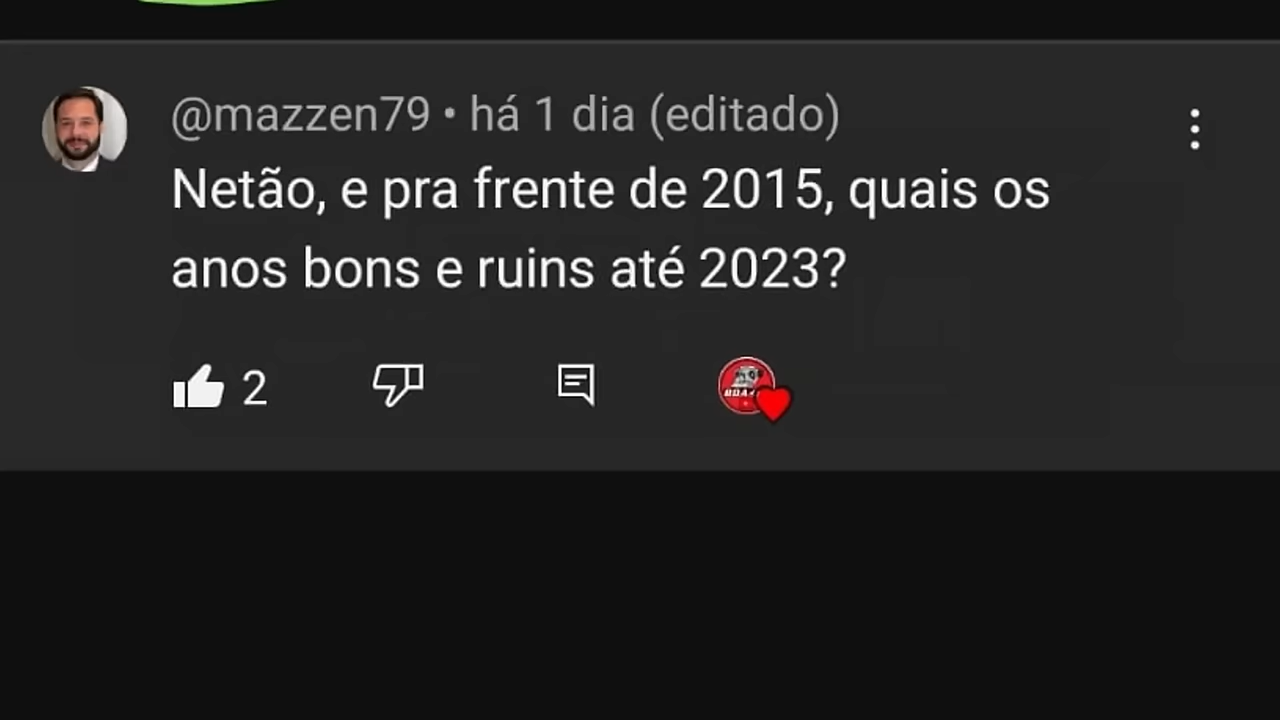 @mazzen79 • há 1 dia (editado)
Netão, e pra frente de 2015, quais os
anos bons e ruins até 2023?
2